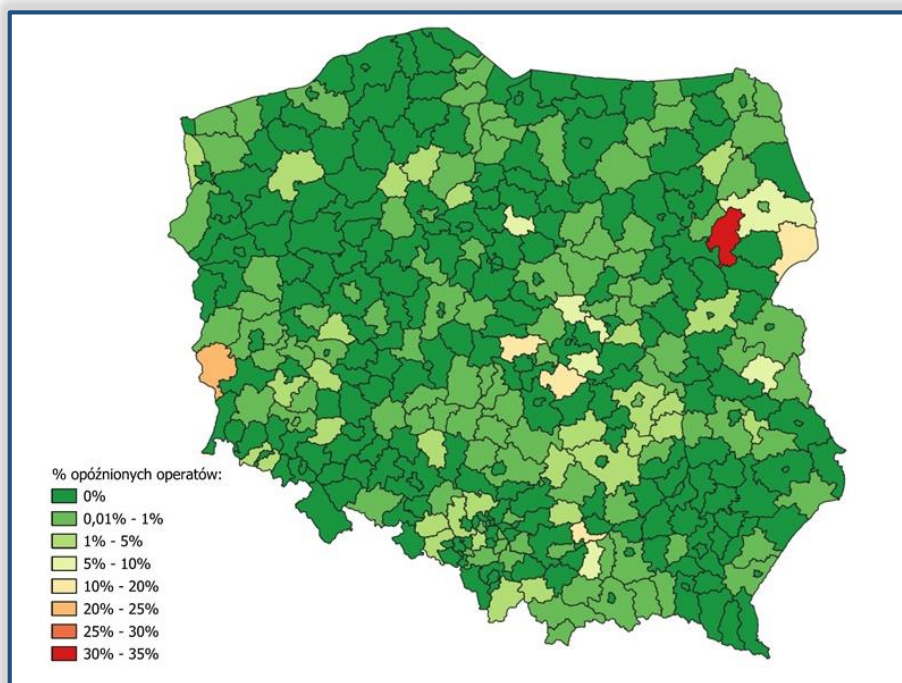 % opóźnionych operatów:
0%
0,01% - 1%
1% - 5%
5% - 10%
10% - 20%
20% - 25%
25% - 30%
30% - 35%